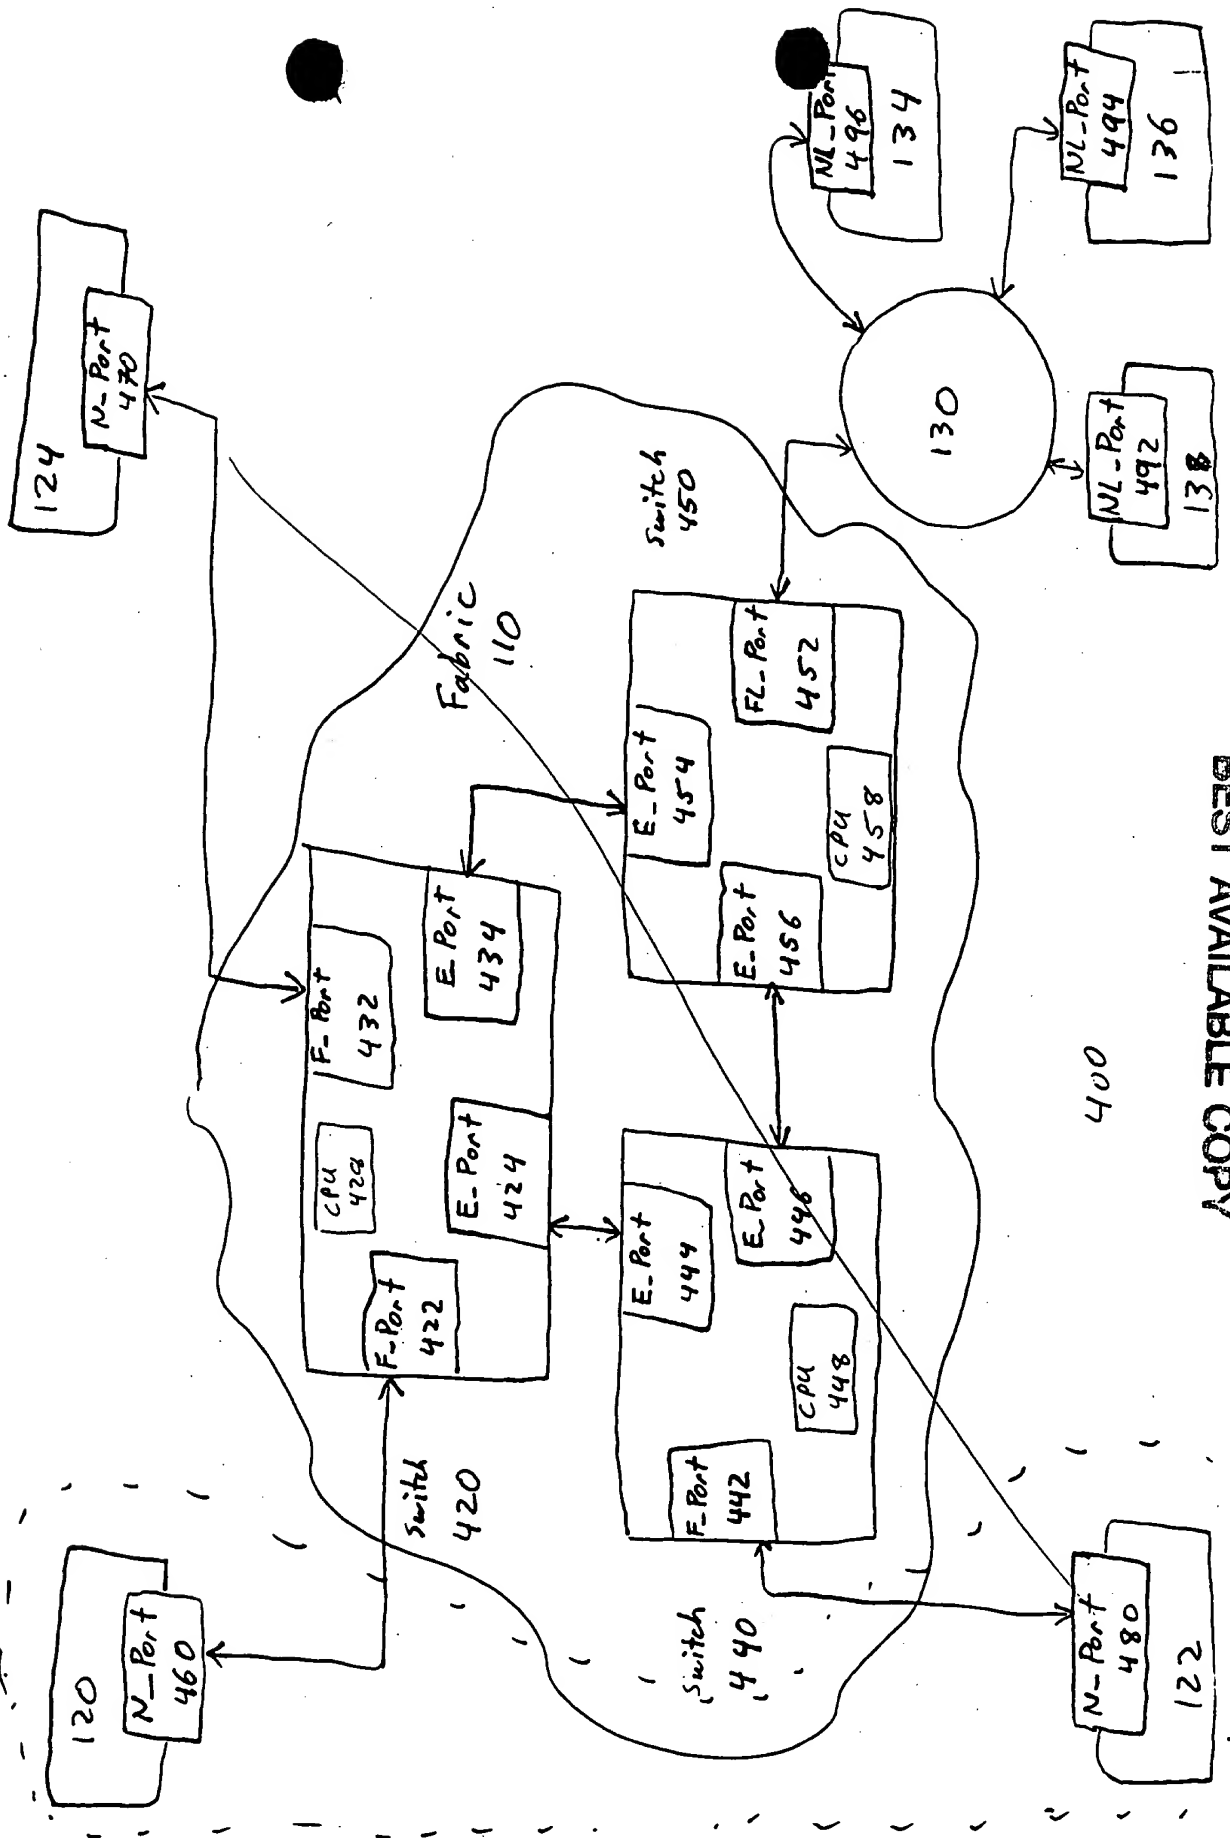 120
N_Port
460
124
N_Port
470
Switch
420
F_Port
422
CPU
428
E_Port
424
F_Port
432
E_Port
434
Fabric
110
Switch
440
F_Port
442
E_Port
444
E_Port
446
CPU
448
E_Port
454
E_Port
456
CPU
458
FL_Port
452
Switch
450
130
NL_Port
496
134
NL_Port
494
136
NL_Port
492
138
N_Port
480
122
400
BEST AVAILABLE COPY